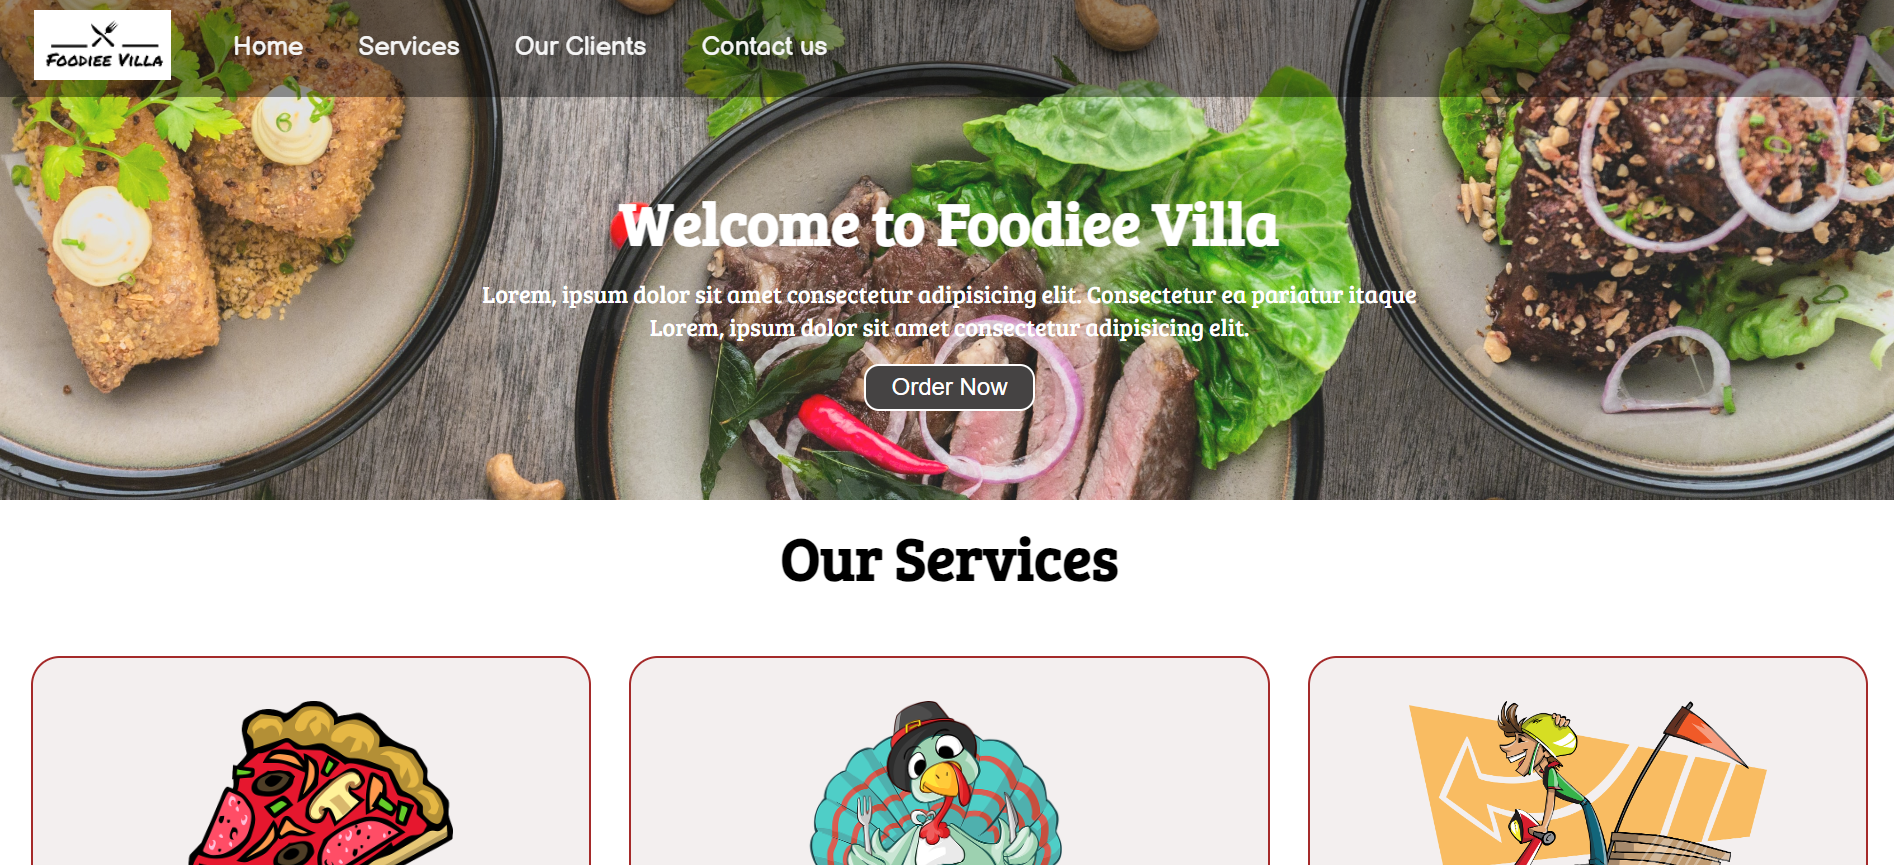 Foodiee Villa
Home
Services
Our Clients
Contact us
Welcome to Foodiee Villa
Lorem, ipsum dolor sit amet consectetur adipisicing elit. Consectetur ea pariatur itaque
Lorem, ipsum dolor sit amet consectetur adipisicing elit.
Order Now
Our Services